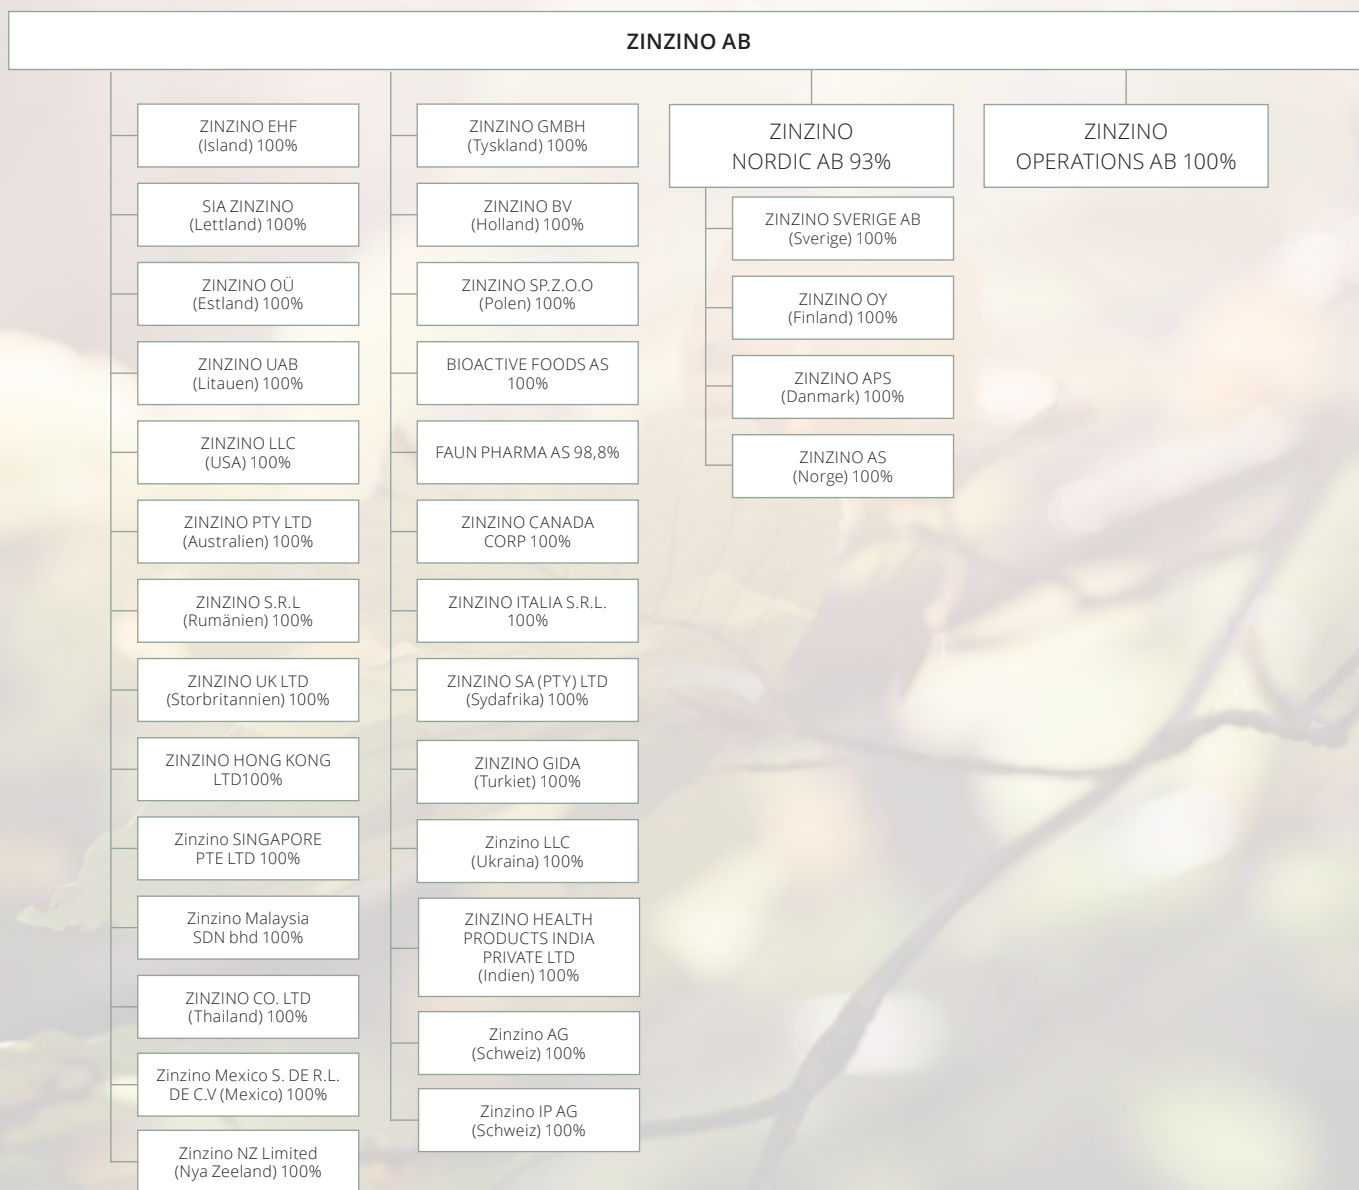 ZINZINO AB
ZINZINO EHF
(Island) 100%
SIA ZINZINO
(Lettland) 100%
ZINZINO OÜ
(Estland) 100%
ZINZINO UAB
(Litauen) 100%
ZINZINO LLC
(USA) 100%
ZINZINO PTY LTD
(Australien) 100%
ZINZINO S.R.L
(Rumänien) 100%
ZINZINO UK LTD
(Storbritannien) 100%
ZINZINO HONG KONG
LTD100%
Zinzino SINGAPORE
PTE LTD 100%
Zinzino Malaysia
SDN bhd 100%
ZINZINO CO. LTD
(Thailand) 100%
Zinzino Mexico S. DE R.L.
DE C.V (Mexico) 100%
Zinzino NZ Limited
(Nya Zeeland) 100%
ZINZINO GMBH
(Tyskland) 100%
ZINZINO BV
(Holland) 100%
ZINZINO SP.Z.O.O
(Polen) 100%
BIOACTIVE FOODS AS
100%
FAUN PHARMA AS 98,8%
ZINZINO CANADA
CORP 100%
ZINZINO ITALIA S.R.L.
100%
ZINZINO SA (PTY) LTD
(Sydafrika) 100%
ZINZINO GIDA
(Turkiet) 100%
Zinzino LLC
(Ukraina) 100%
ZINZINO HEALTH
PRODUCTS INDIA
PRIVATE LTD
(Indien) 100%
Zinzino AG
(Schweiz) 100%
Zinzino IP AG
(Schweiz) 100%
ZINZINO
NORDIC AB 93%
ZINZINO SVERIGE AB
(Sverige) 100%
ZINZINO OY
(Finland) 100%
ZINZINO APS
(Danmark) 100%
ZINZINO AS
(Norge) 100%
ZINZINO
OPERATIONS AB 100%